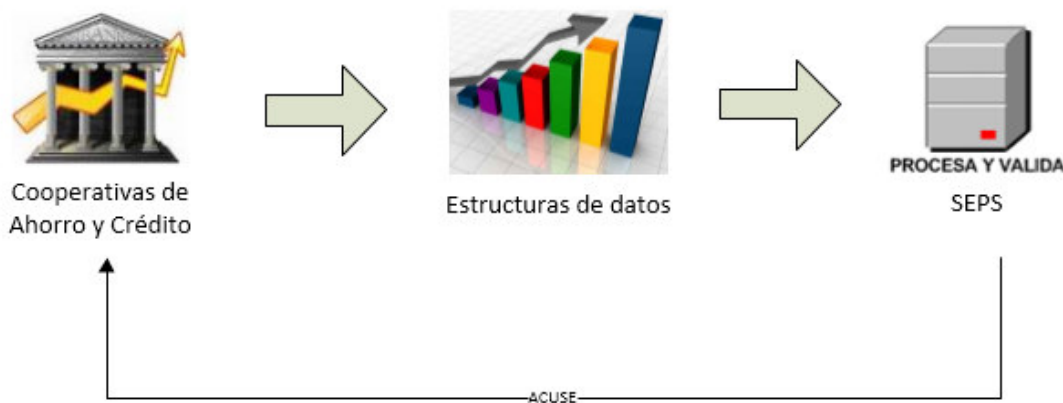 PROCESA Y VALIDA
Cooperativas de
Ahorro y Crédito
Estructuras de datos
SEPS
ACUSE